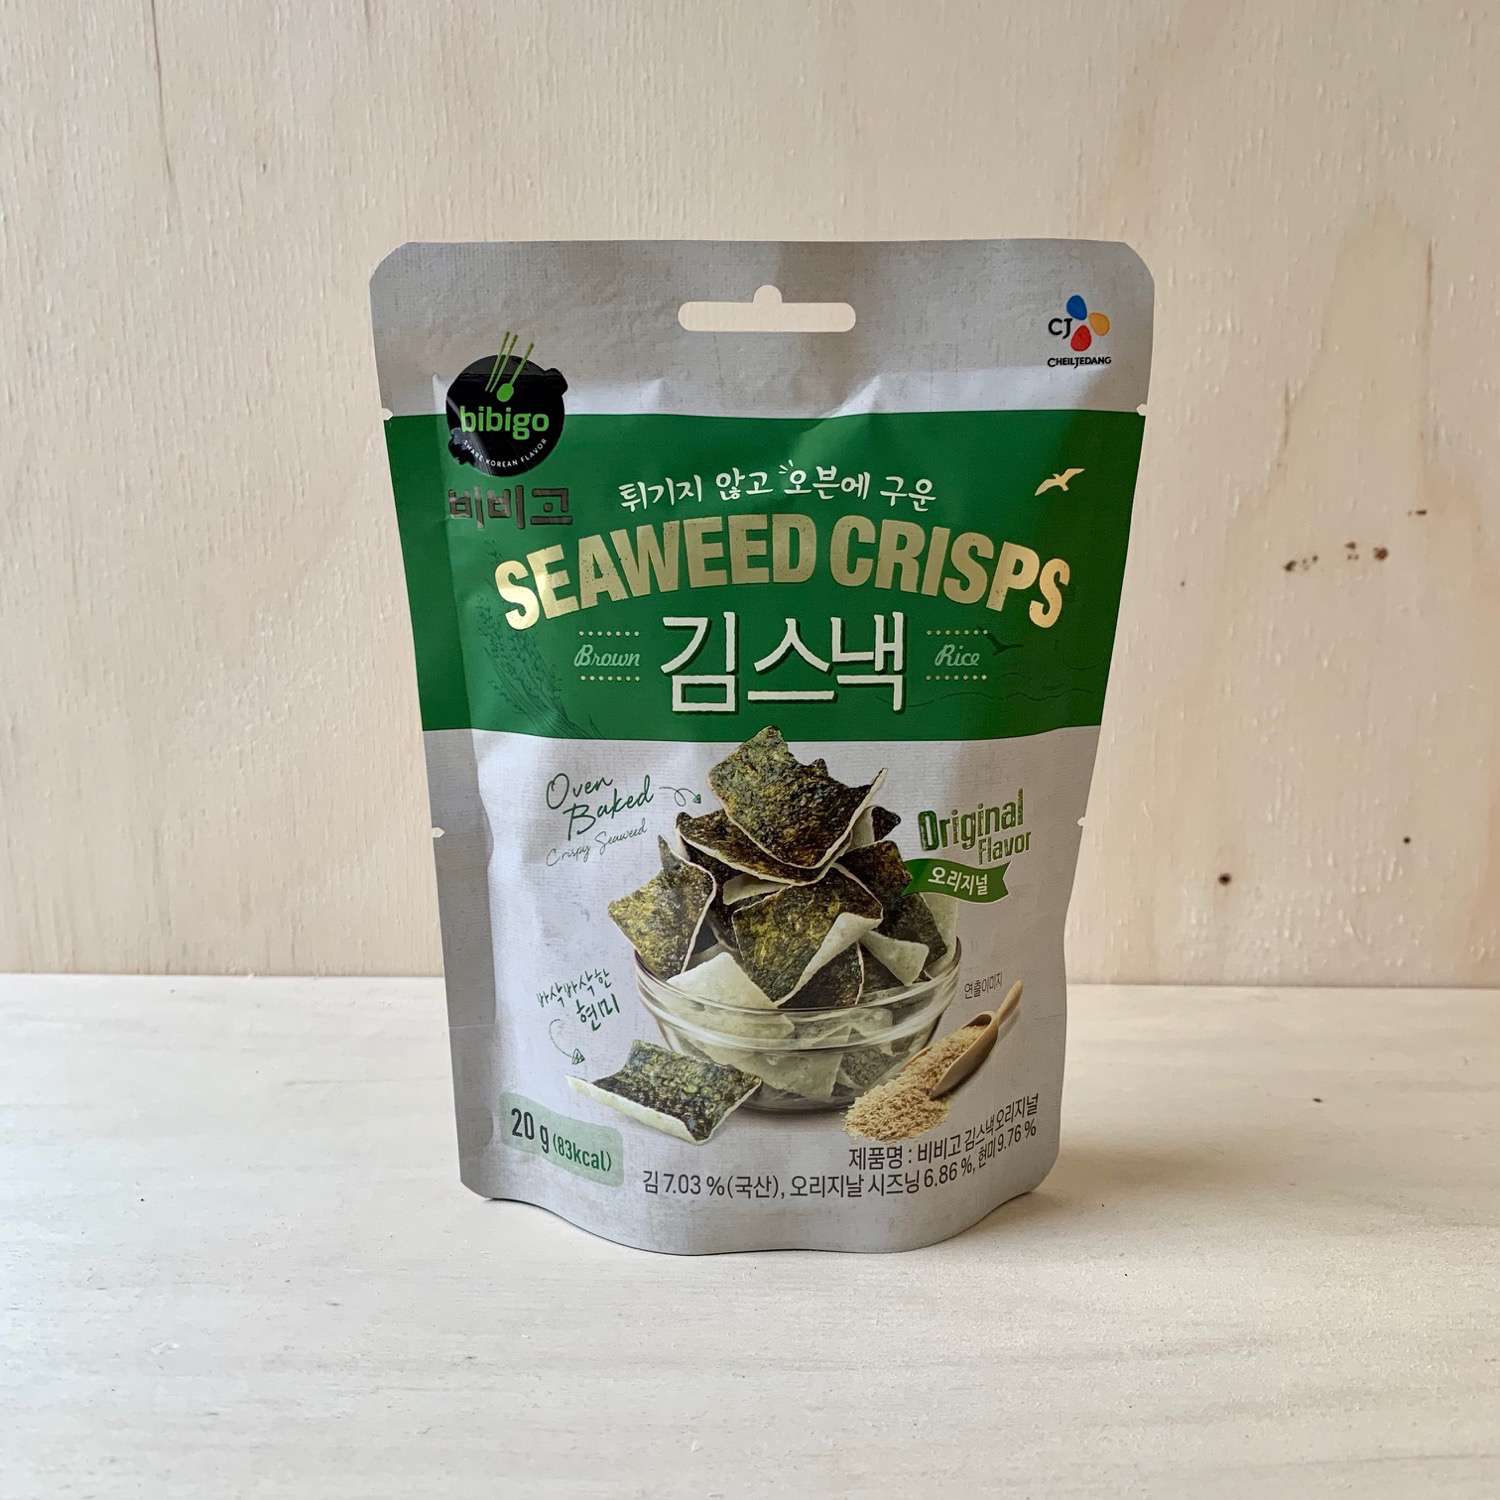 CJ
CHEILJEDANG
bibigo
SHARE KOREAN FLAVOR
비비고
튀기지 않고 오븐에 구운
SEAWEED CRISPS
Brown 김스낵 Rice
Oven
Baked
Crispy Seaweed
Original
Flavor
오리지널
바삭바삭한
현미
연출이미지
20 g (83kcal)
제품명 : 비비고 김스낵 오리지널
김 7.03 % (국산), 오리지날 시즈닝 6.86 %, 현미 9.76 %